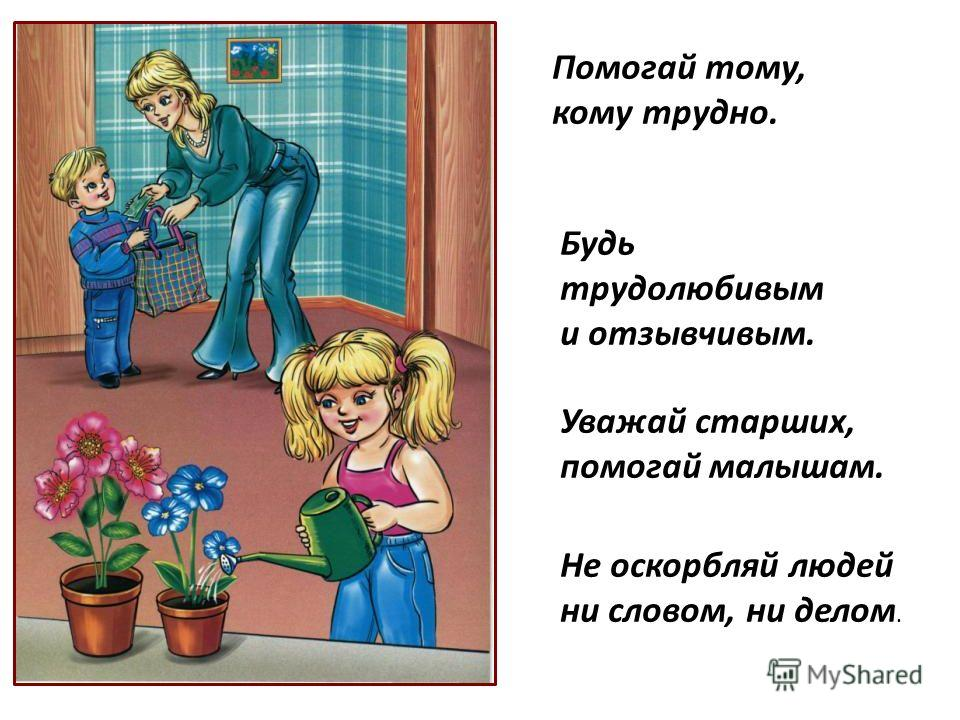 Помогай тому,
кому трудно.
Будь
трудолюбивым
и отзывчивым.
Уважай старших,
помогай малышам.
Не оскорбляй людей
ни словом, ни делом.
MyShared